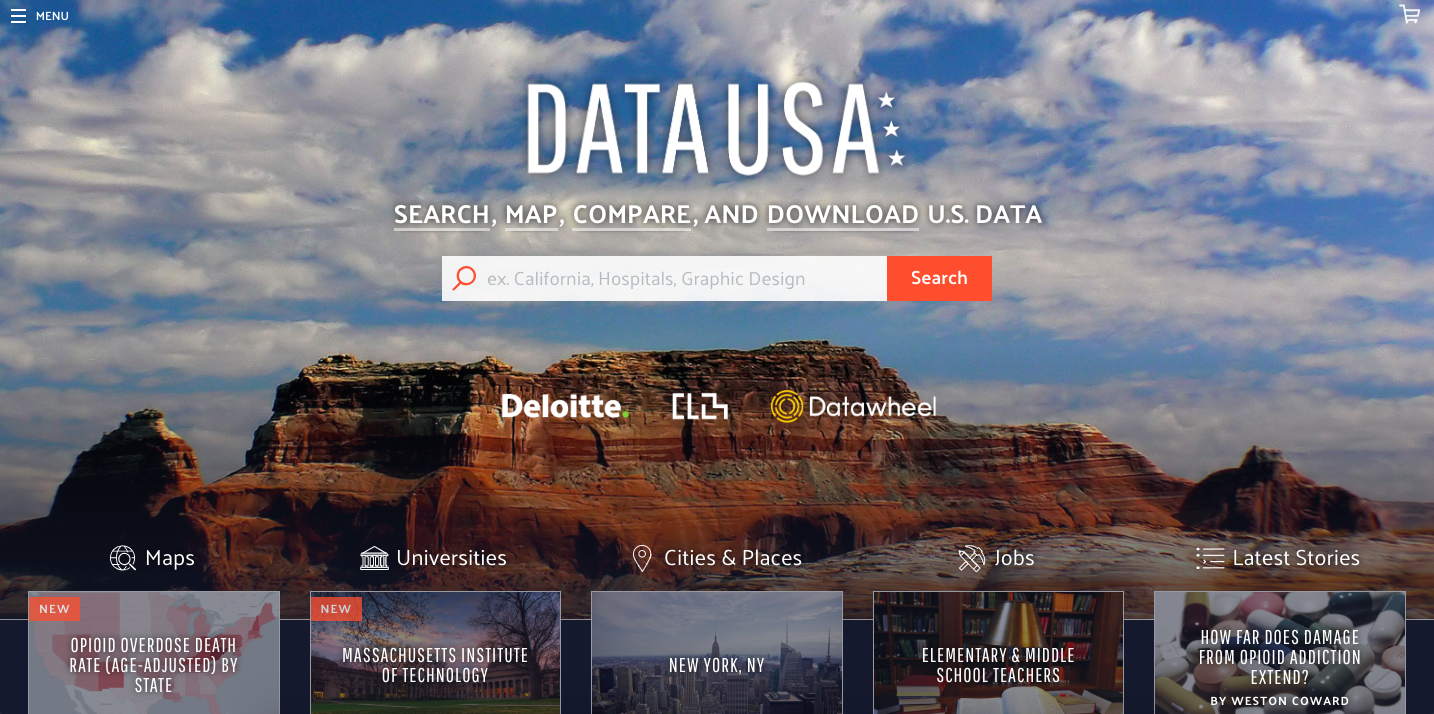 MENU
DATA USA
SEARCH, MAP, COMPARE, AND DOWNLOAD U.S. DATA
ex. California, Hospitals, Graphic Design
Search
Deloitte.
Datawheel
Maps
Universities
Cities & Places
Jobs
Latest Stories
NEW
OPIOID OVERDOSE DEATH
RATE (AGE-ADJUSTED) BY
STATE
NEW
MASSACHUSETTS INSTITUTE
OF TECHNOLOGY
NEW YORK, NY
ELEMENTARY & MIDDLE
SCHOOL TEACHERS
HOW FAR DOES DAMAGE
FROM OPIOID ADDICTION
EXTEND?
BY WESTON COWARD